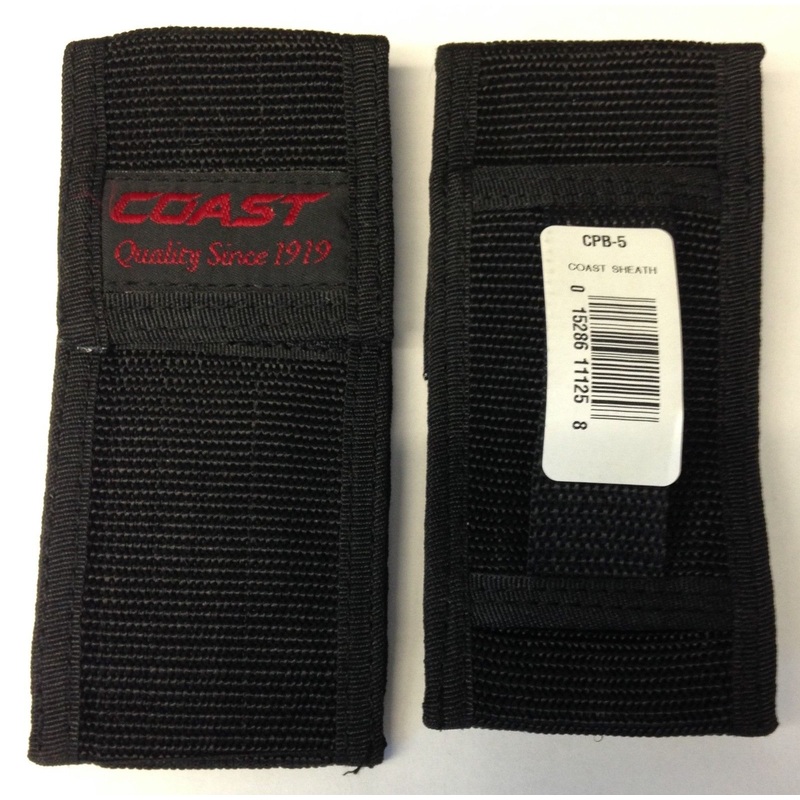 COAST
Quality Since 1919
CPB-5
COAST SHEATH
0 15286 11125 8